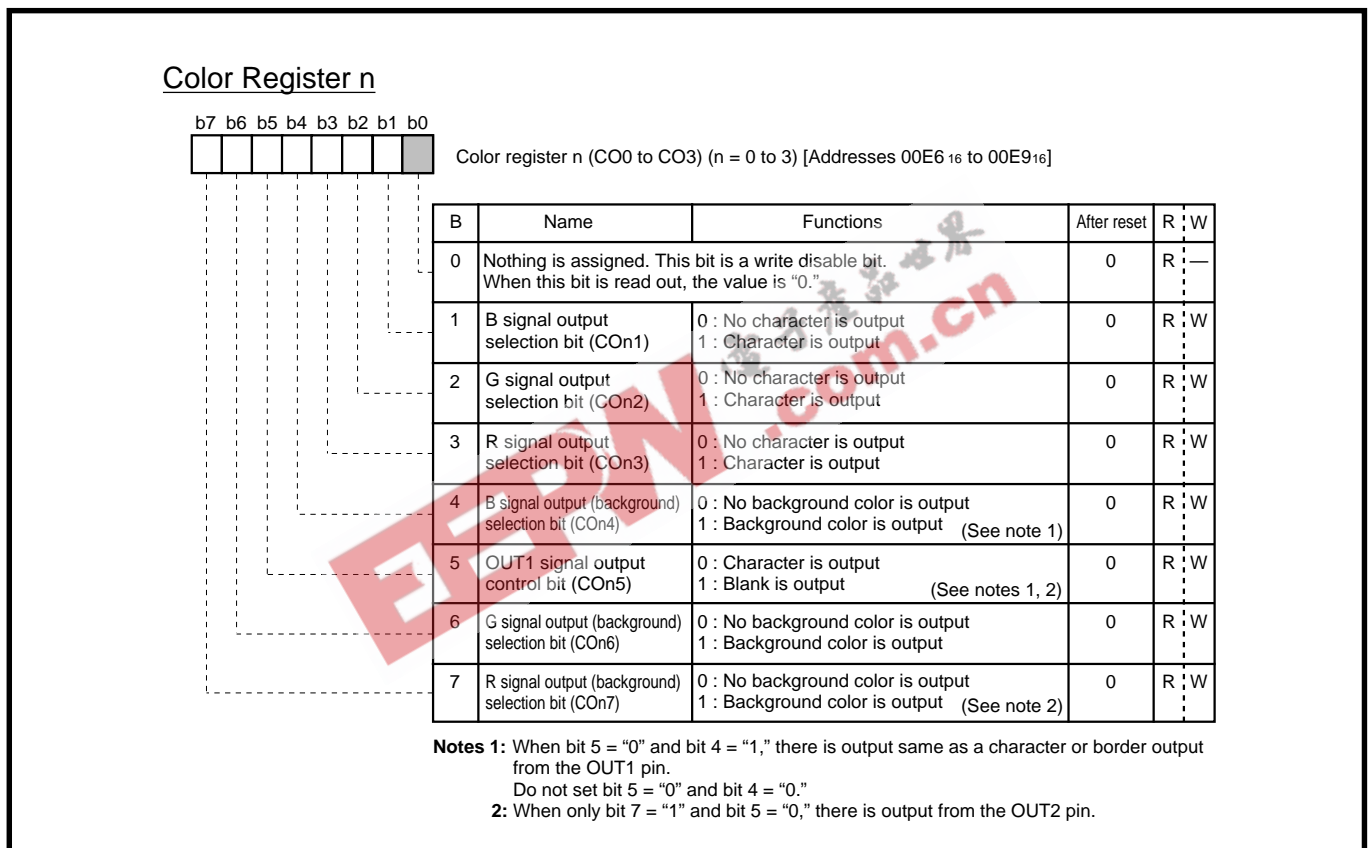 Color Register n
b7 b6 b5 b4 b3 b2 b1 b0
Color register n (CO0 to CO3) (n = 0 to 3) [Addresses 00E6 16 to 00E916]
B Name Functions After reset R W
0 Nothing is assigned. This bit is a write disable bit. 0 R —
When this bit is read out, the value is “0.”
1 B signal output 0 : No character is output 0 R W
selection bit (COn1) 1 : Character is output
2 G signal output 0 : No character is output 0 R W
selection bit (COn2) 1 : Character is output
3 R signal output 0 : No character is output 0 R W
selection bit (COn3) 1 : Character is output
4 B signal output (background) 0 : No background color is output 0 R W
selection bit (COn4) 1 : Background color is output (See note 1)
5 OUT1 signal output 0 : Character is output 0 R W
control bit (COn5) 1 : Blank is output (See notes 1, 2)
6 G signal output (background) 0 : No background color is output 0 R W
selection bit (COn6) 1 : Background color is output
7 R signal output (background) 0 : No background color is output 0 R W
selection bit (COn7) 1 : Background color is output (See note 2)
Notes 1: When bit 5 = “0” and bit 4 = “1,” there is output same as a character or border output
from the OUT1 pin.
Do not set bit 5 = “0” and bit 4 = “0.”
2: When only bit 7 = “1” and bit 5 = “0,” there is output from the OUT2 pin.
EEPW .com.cn
电子产品世界